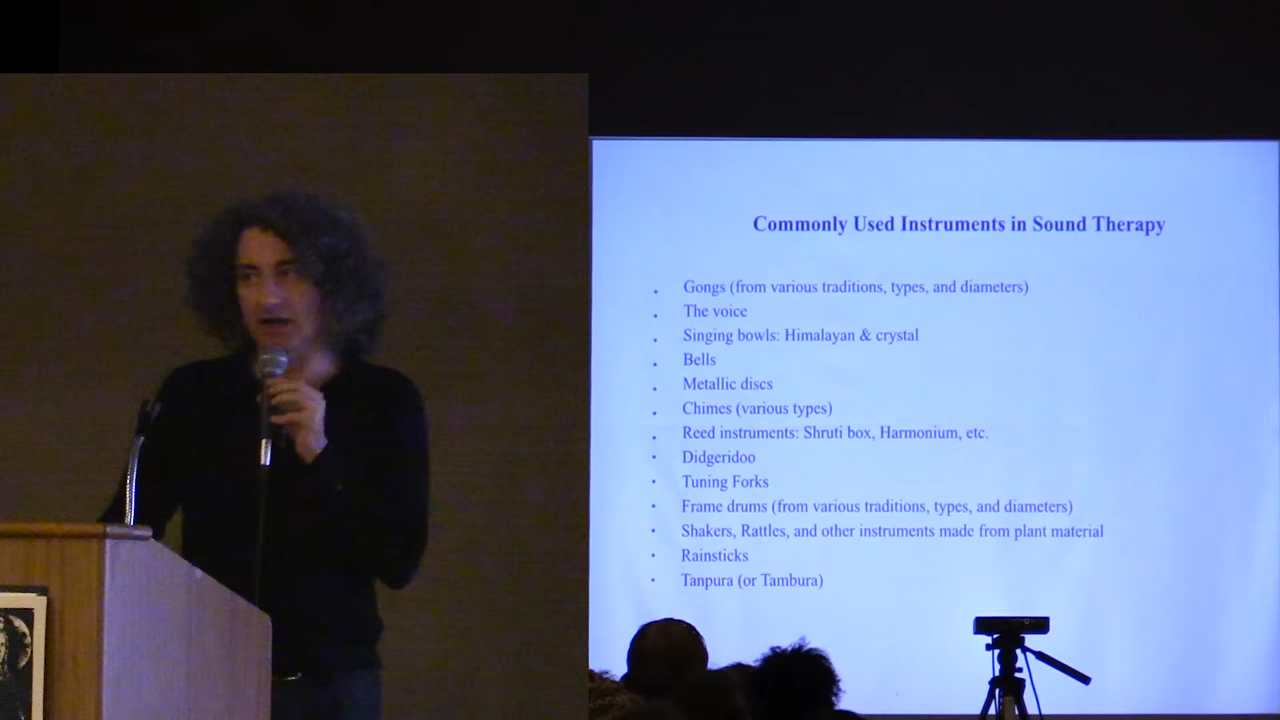 Commonly Used Instruments in Sound Therapy
. Gongs (from various traditions, types, and diameters)
. The voice
. Singing bowls: Himalayan & crystal
. Bells
. Metallic discs
. Chimes (various types)
. Reed instruments: Shruti box, Harmonium, etc.
· Didgeridoo
· Tuning Forks
· Frame drums (from various traditions, types, and diameters)
· Shakers, Rattles, and other instruments made from plant material
· Rainsticks
· Tanpura (or Tambura)